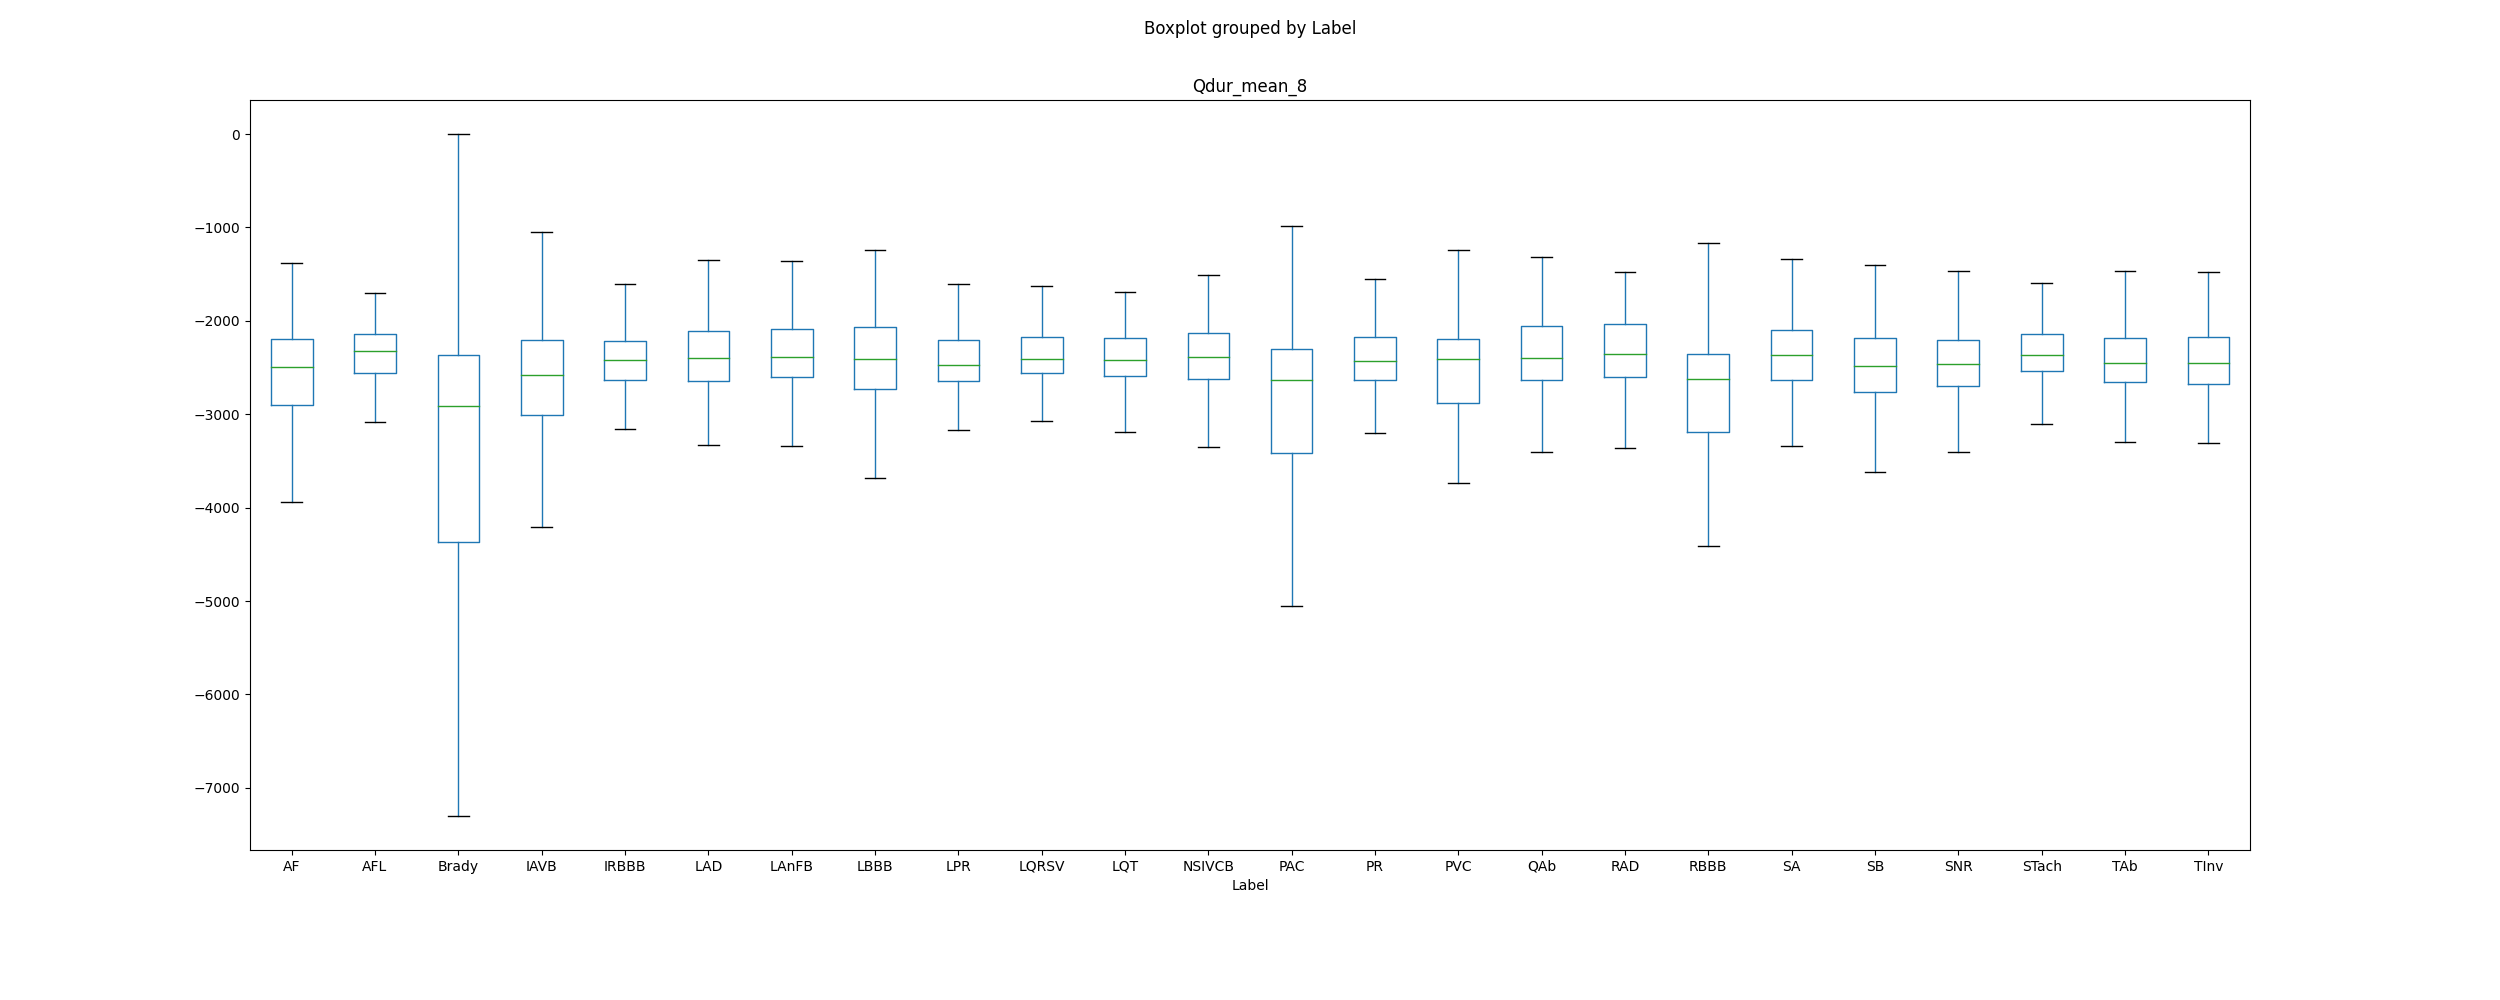 Boxplot grouped by Label
Qdur_mean_8
0
−1000
−2000
−3000
−4000
−5000
−6000
−7000
AF AFL Brady IAVB IRBBB LAD LAnFB LBBB LPR LQRSV LQT NSIVCB PAC PR PVC QAb RAD RBBB SA SB SNR STach TAb TInv
Label